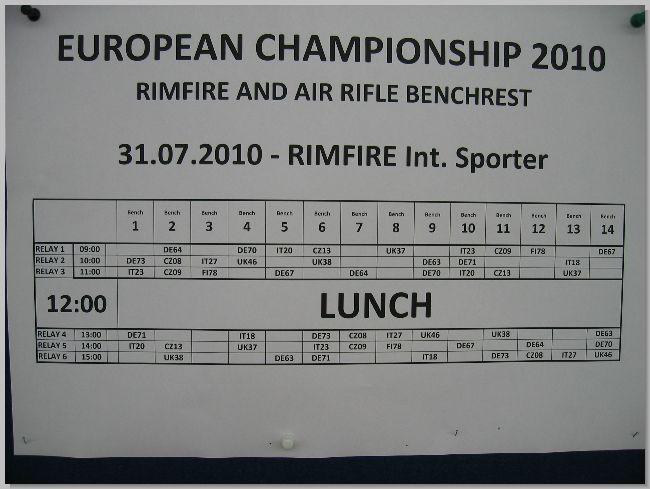 EUROPEAN CHAMPIONSHIP 2010
RIMFIRE AND AIR RIFLE BENCHREST
31.07.2010 - RIMFIRE Int. Sporter
Bench Bench Bench Bench Bench Bench Bench Bench Bench Bench Bench Bench Bench Bench
1 2 3 4 5 6 7 8 9 10 11 12 13 14
RELAY 1 09:00 DE64 DE70 IT20 CZ13 UK37 IT23 CZ09 FI78 DE67
RELAY 2 10:00 DE73 CZ08 IT27 UK46 UK38 DE63 DE71 IT18
RELAY 3 11:00 IT23 CZ09 FI78 DE67 DE64 DE70 IT20 CZ13 UK37
12:00 LUNCH
RELAY 4 13:00 DE71 IT18 DE73 CZ08 IT27 UK46 UK38 DE63
RELAY 5 14:00 IT20 CZ13 UK37 IT23 CZ09 FI78 DE67 DE64 DE70
RELAY 6 15:00 UK38 DE63 DE71 IT18 DE73 CZ08 IT27 UK46